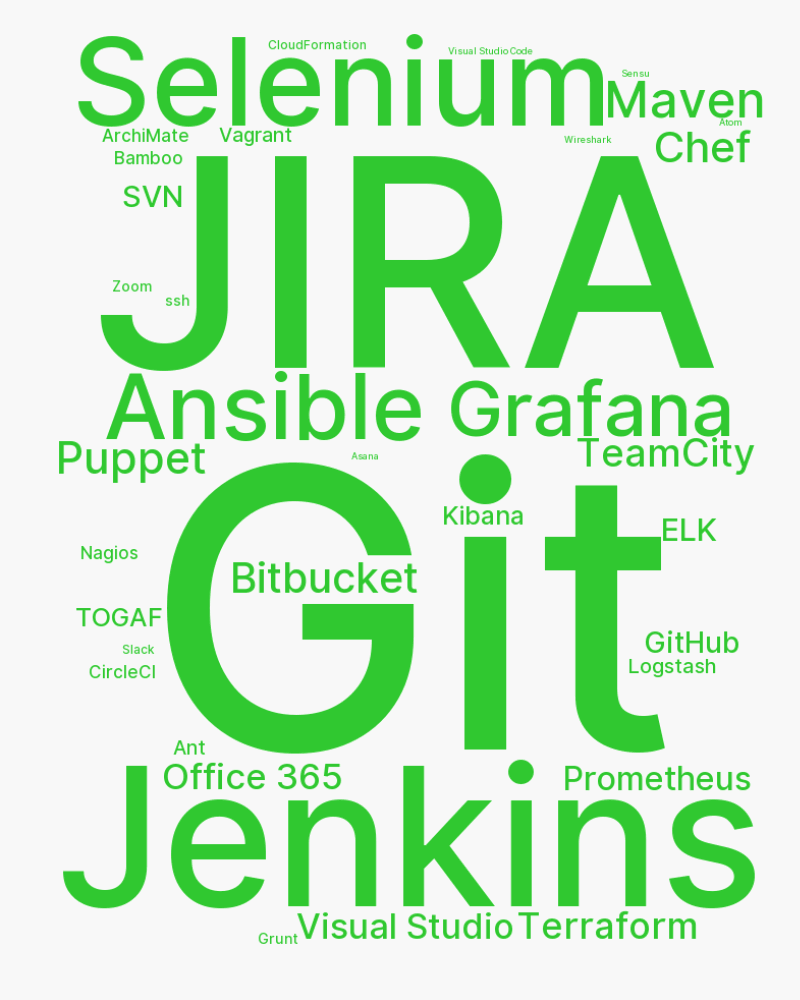 CloudFormation
Visual Studio Code
Selenium
Sensu
Maven
Atom
ArchiMate
Vagrant
Wireshark
Chef
Bamboo
SVN
JIRA
Zoom
ssh
Ansible
Grafana
Puppet
Asana
TeamCity
Kibana
ELK
Git
Nagios
Bitbucket
TOGAF
GitHub
Slack
Logstash
CircleCI
Ant
Office 365
Prometheus
Jenkins
Visual Studio
Terraform
Grunt